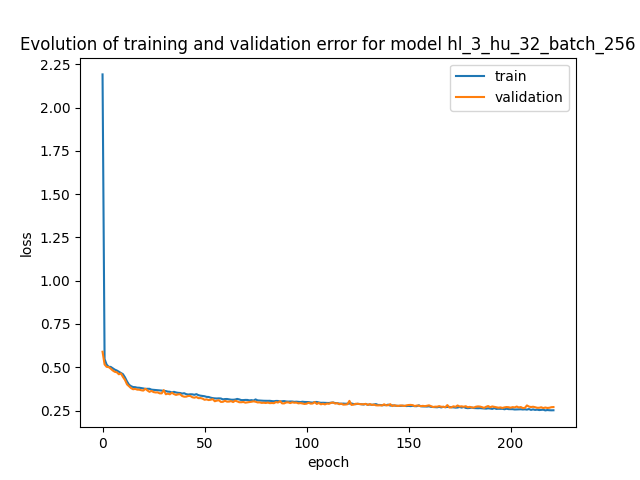 Evolution of training and validation error for model hl_3_hu_32_batch_256
2.25
2.00
1.75
1.50
1.25
1.00
0.75
0.50
0.25
loss
train
validation
0 50 100 150 200
epoch